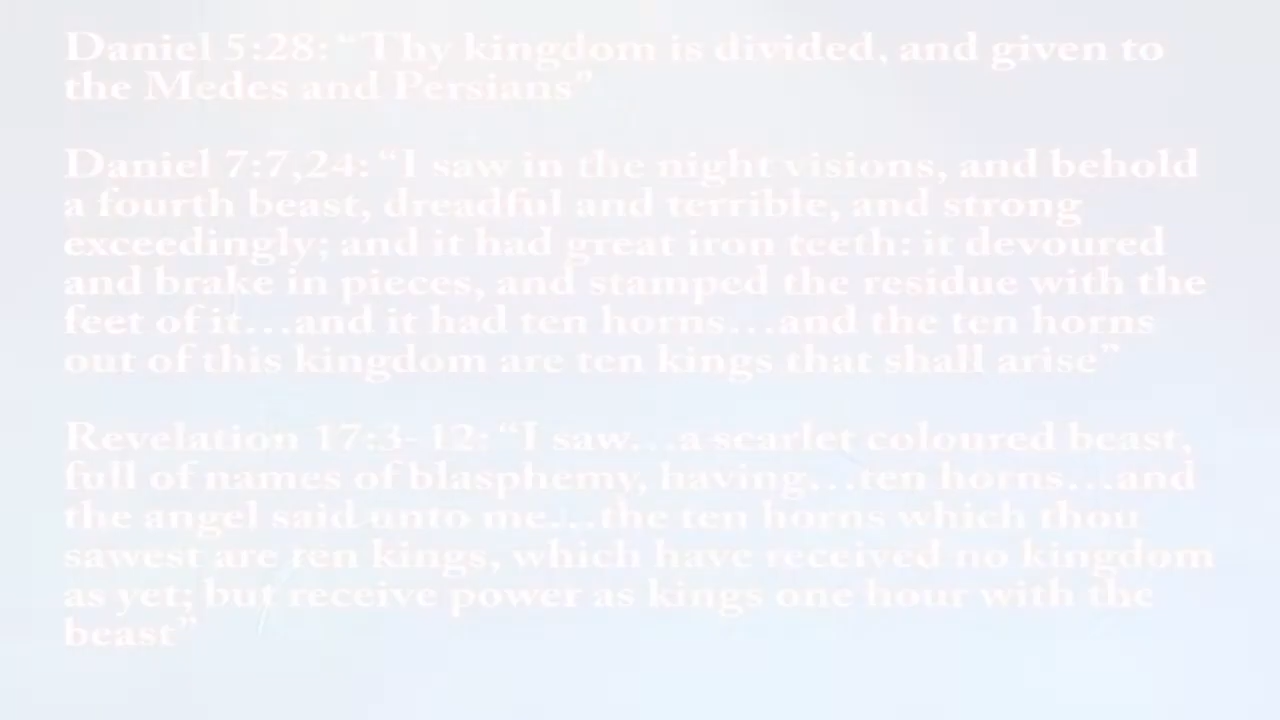 Daniel 5:28: “Thy kingdom is divided, and given to
the Medes and Persians”
Daniel 7:7,24: “I saw in the night visions, and behold
a fourth beast, dreadful and terrible, and strong
exceedingly; and it had great iron teeth: it devoured
and brake in pieces, and stamped the residue with the
feet of it…and it had ten horns…and the ten horns
out of this kingdom are ten kings that shall arise”
Revelation 17:3- 12: “I saw…a scarlet coloured beast,
full of names of blasphemy, having…ten horns…and
the angel said unto me…the ten horns which thou
sawest are ten kings, which have received no kingdom
as yet; but receive power as kings one hour with the
beast”